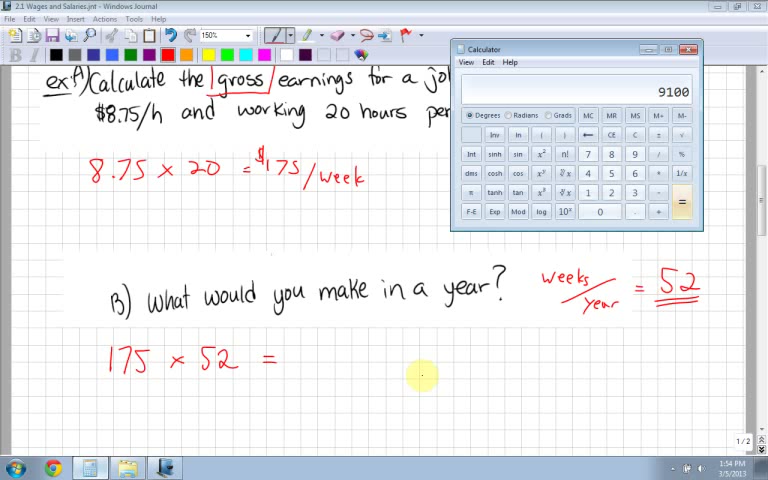 2.1 Wages and Salaries.jnt - Windows Journal
File Edit View Insert Actions Tools Help
150%
B I
ex: A) Calculate the gross earnings for a jo
$8.75/h and working 20 hours per
8.75 × 20 = $175/week
B) What would you make in a year?
weeks/year = 52
175 × 52 =
Calculator
View Edit Help
9100
Degrees Radians Grads MC MR MS M+ M-
Inv ln ( ) ← CE C ± √
Int sinh sin x² n! 7 8 9 / %
dms cosh cos xʸ ʸ√x 4 5 6 * 1/x
π tanh tan x³ ³√x 1 2 3 - =
F-E Exp Mod log 10ˣ 0 . +
1 / 2
1:54 PM
3/5/2013